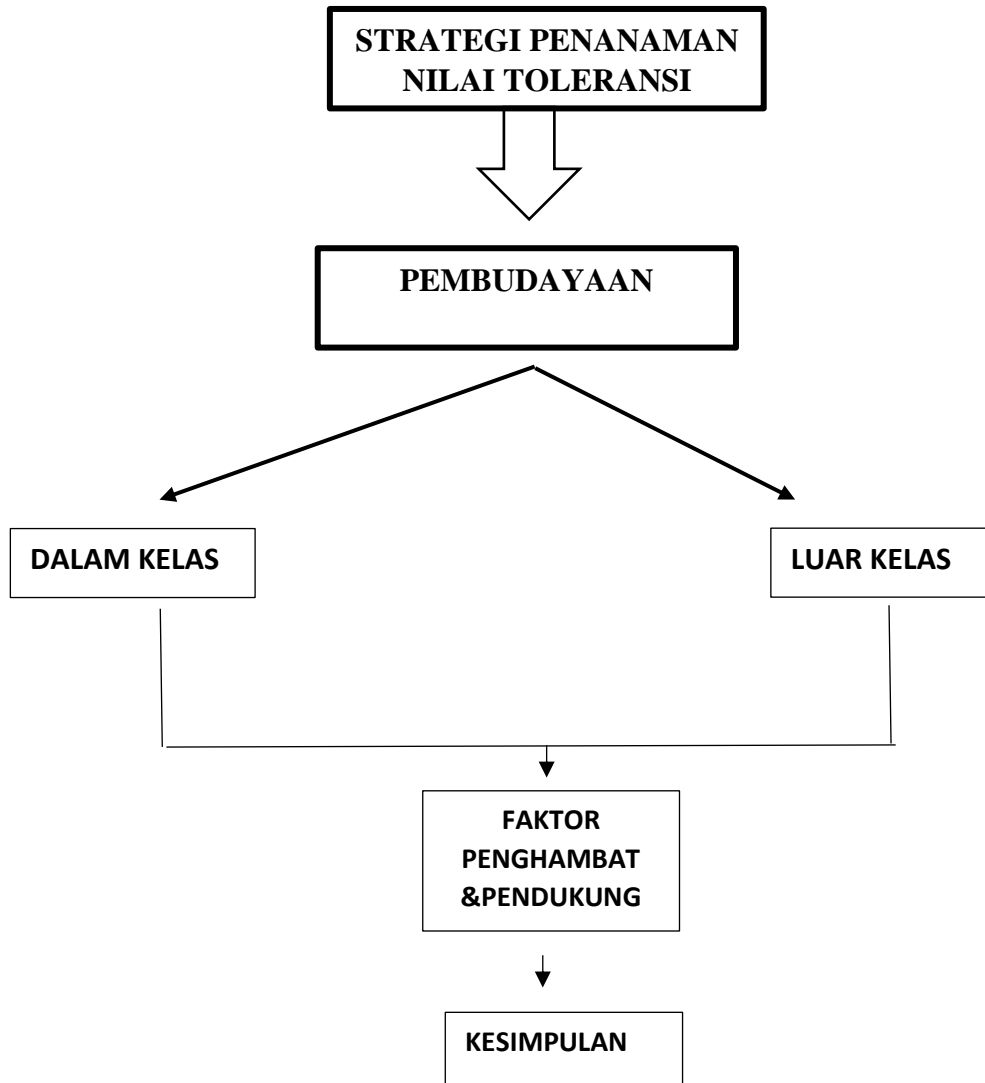 STRATEGI PENANAMAN
NILAI TOLERANSI
PEMBUDAYAAN
DALAM KELAS
LUAR KELAS
FAKTOR
PENGHAMBAT
&PENDUKUNG
KESIMPULAN